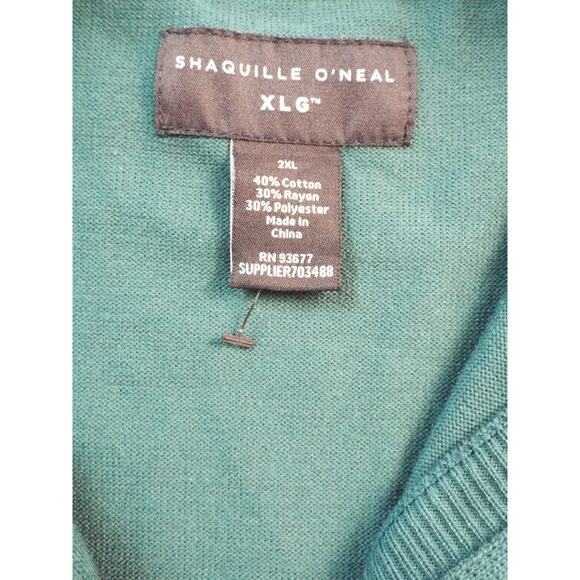 SHAQUILLE O'NEAL
XLG™
2XL
40% Cotton
30% Rayon
30% Polyester
Made in
China
RN 93677
SUPPLIER703488